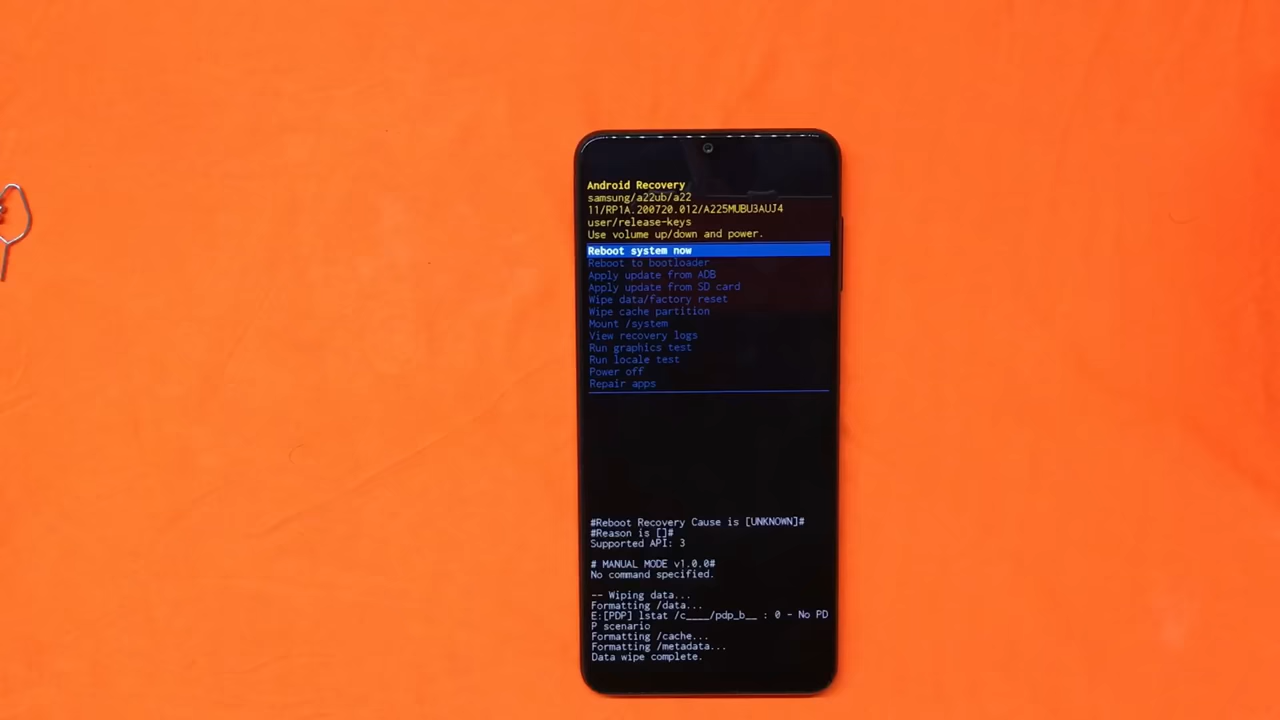 Android Recovery
samsung/a22ub/a22
11/RP1A.200720.012/A225MUBU3AUJ4
user/release-keys
Use volume up/down and power.
Reboot system now
Reboot to bootloader
Apply update from ADB
Apply update from SD card
Wipe data/factory reset
Wipe cache partition
Mount /system
View recovery logs
Run graphics test
Run locale test
Power off
Repair apps
#Reboot Recovery Cause is [UNKNOWN]#
#Reason is []#
Supported API: 3
# MANUAL MODE v1.0.0#
No command specified.
-- Wiping data...
Formatting /data...
E:[PDP] lstat /c____/pdp_b__ : 0 - No PD
P scenario
Formatting /cache...
Formatting /metadata...
Data wipe complete.